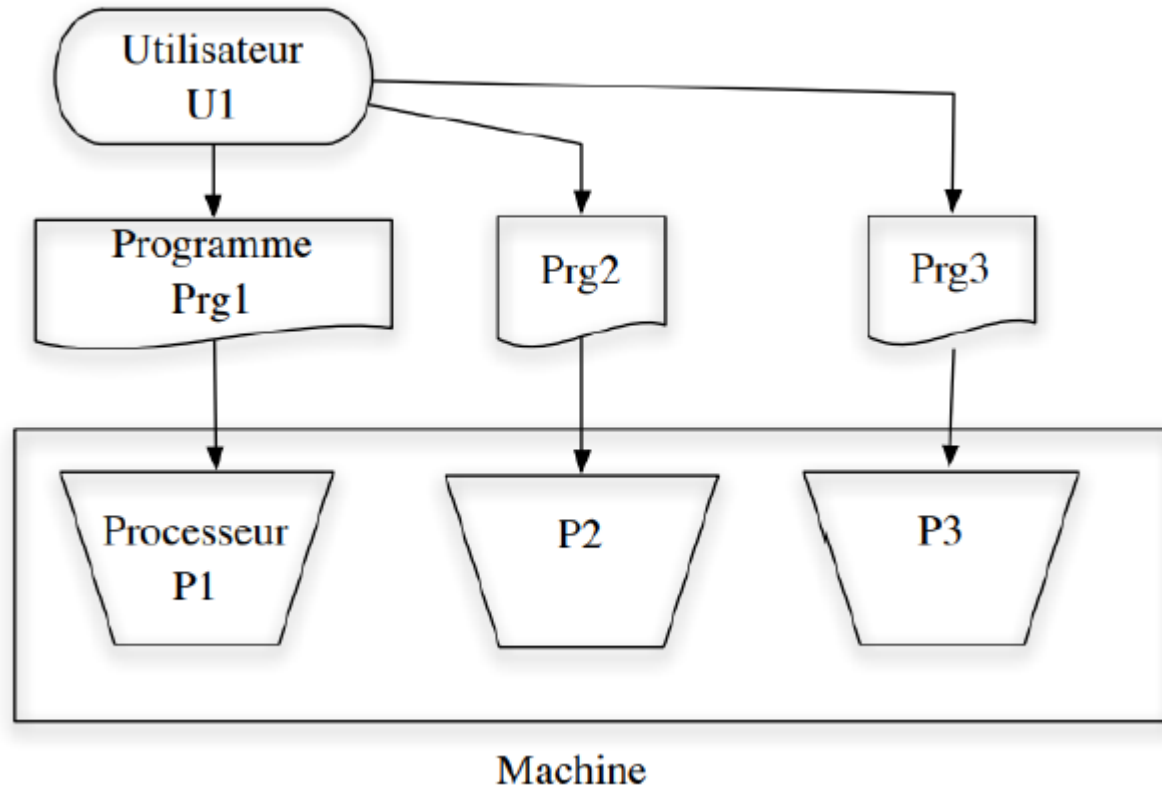 Utilisateur
U1
Programme
Prg1
Prg2
Prg3
Processeur
P1
P2
P3
Machine